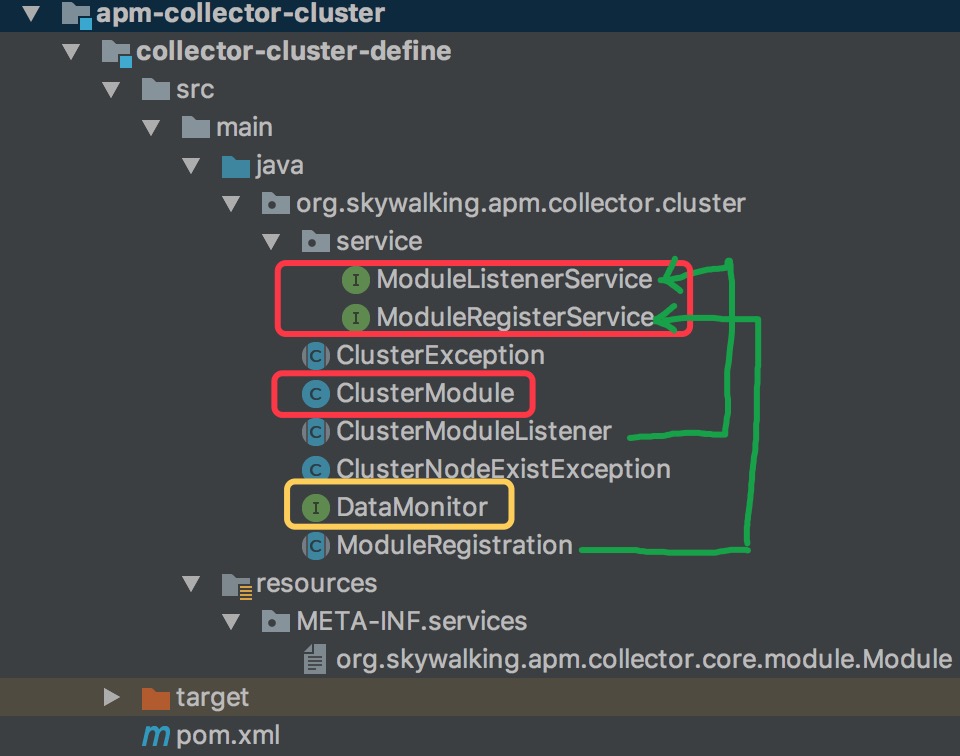 apm-collector-cluster
collector-cluster-define
src
main
java
org.skywalking.apm.collector.cluster
service
I ModuleListenerService
I ModuleRegisterService
C ClusterException
C ClusterModule
C ClusterModuleListener
C ClusterNodeExistException
I DataMonitor
C ModuleRegistration
resources
META-INF.services
org.skywalking.apm.collector.core.module.Module
target
m pom.xml